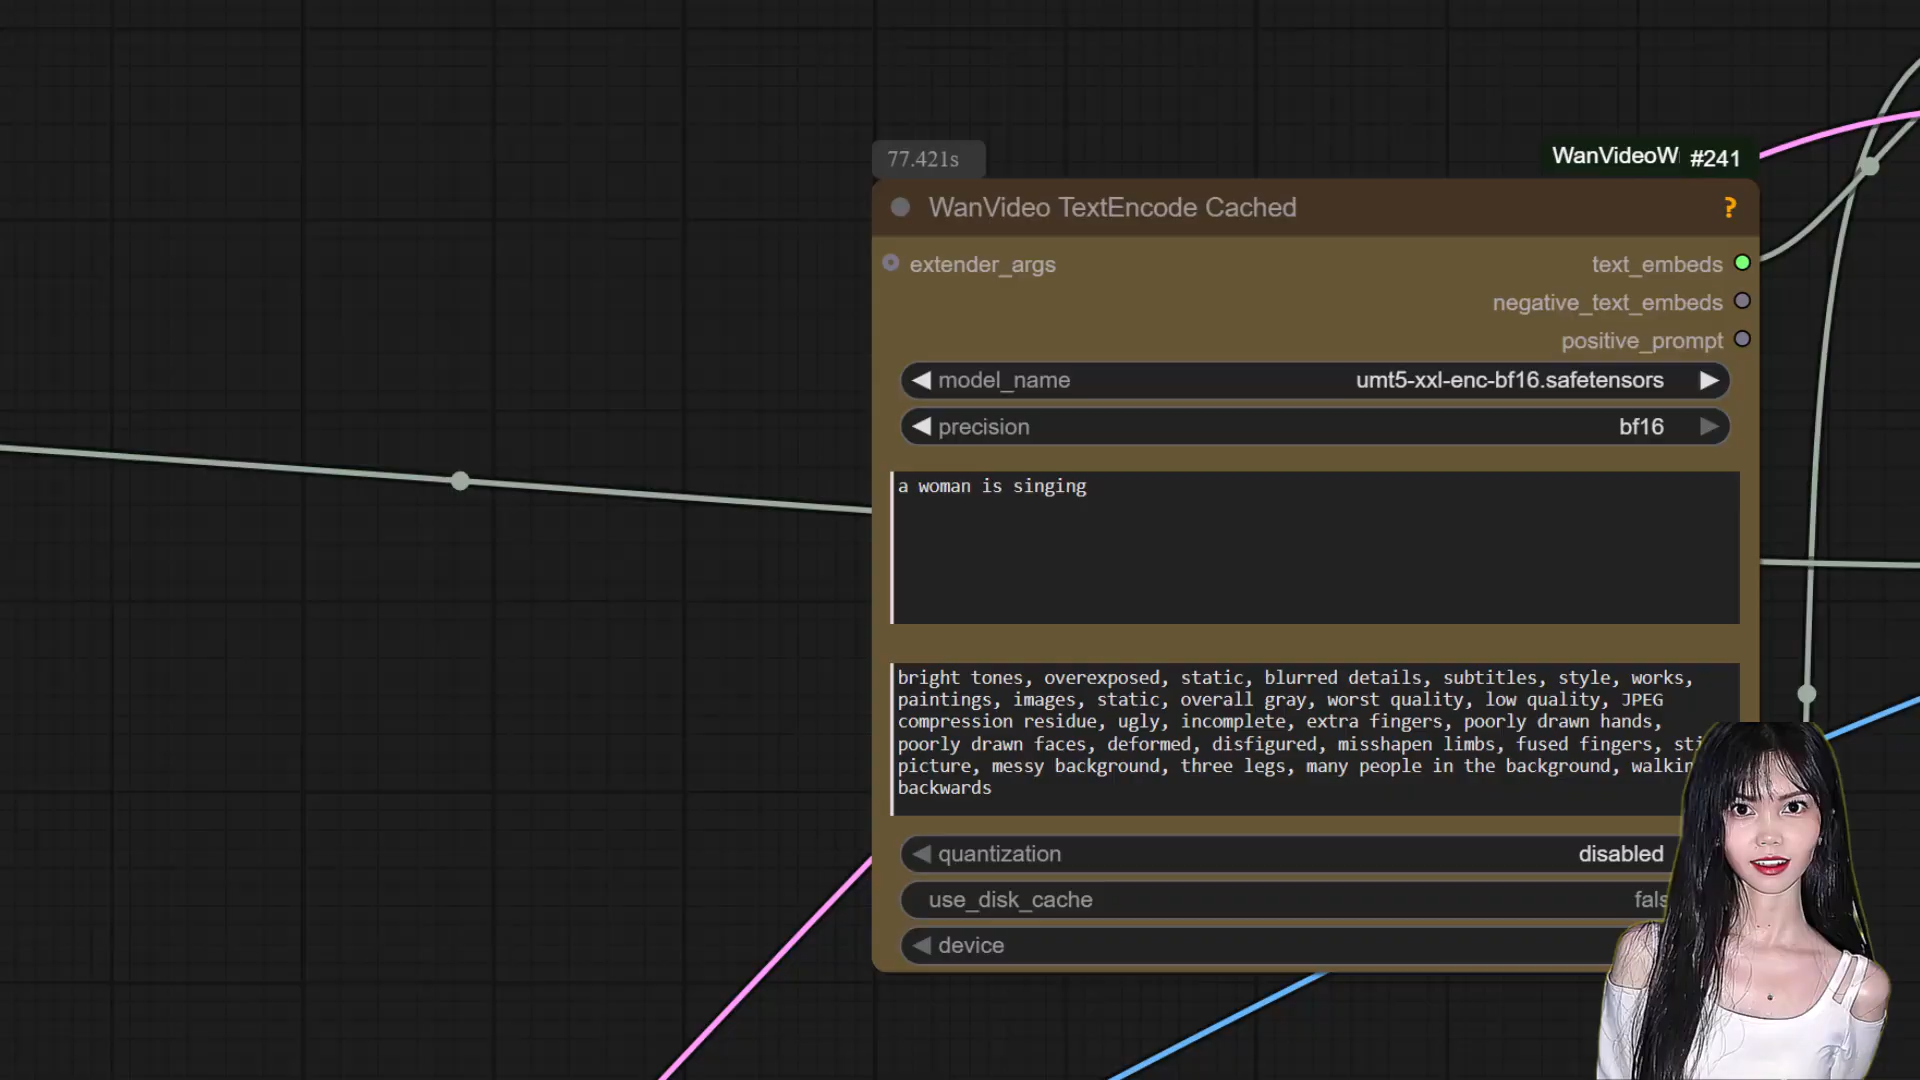 77.421s
WanVideoW #241
WanVideo TextEncode Cached ?
extender_args text_embeds
negative_text_embeds
positive_prompt
model_name umt5-xxl-enc-bf16.safetensors
precision bf16
a woman is singing
bright tones, overexposed, static, blurred details, subtitles, style, works,
paintings, images, static, overall gray, worst quality, low quality, JPEG
compression residue, ugly, incomplete, extra fingers, poorly drawn hands,
poorly drawn faces, deformed, disfigured, misshapen limbs, fused fingers,
picture, messy background, three legs, many people in the background, walkin
backwards
quantization disabled
use_disk_cache fals
device